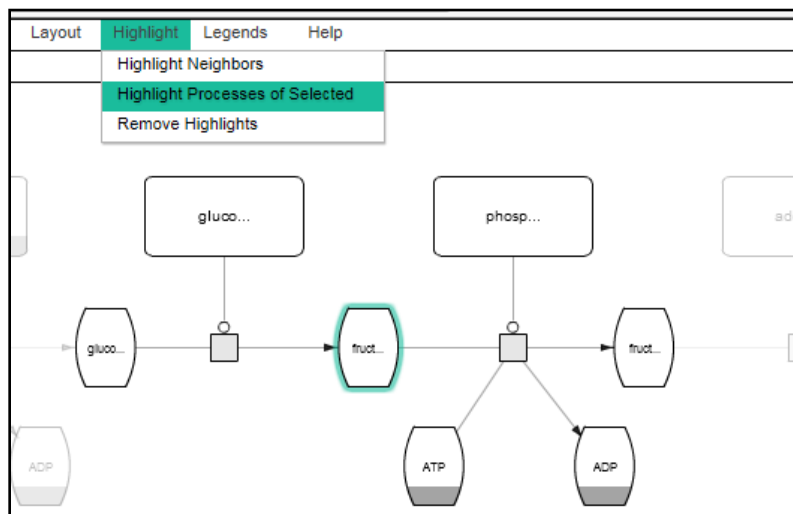 Layout Highlight Legends Help
Highlight Neighbors
Highlight Processes of Selected
Remove Highlights
gluco... phosp...
gluco... fruct... fruct...
ADP ATP ADP